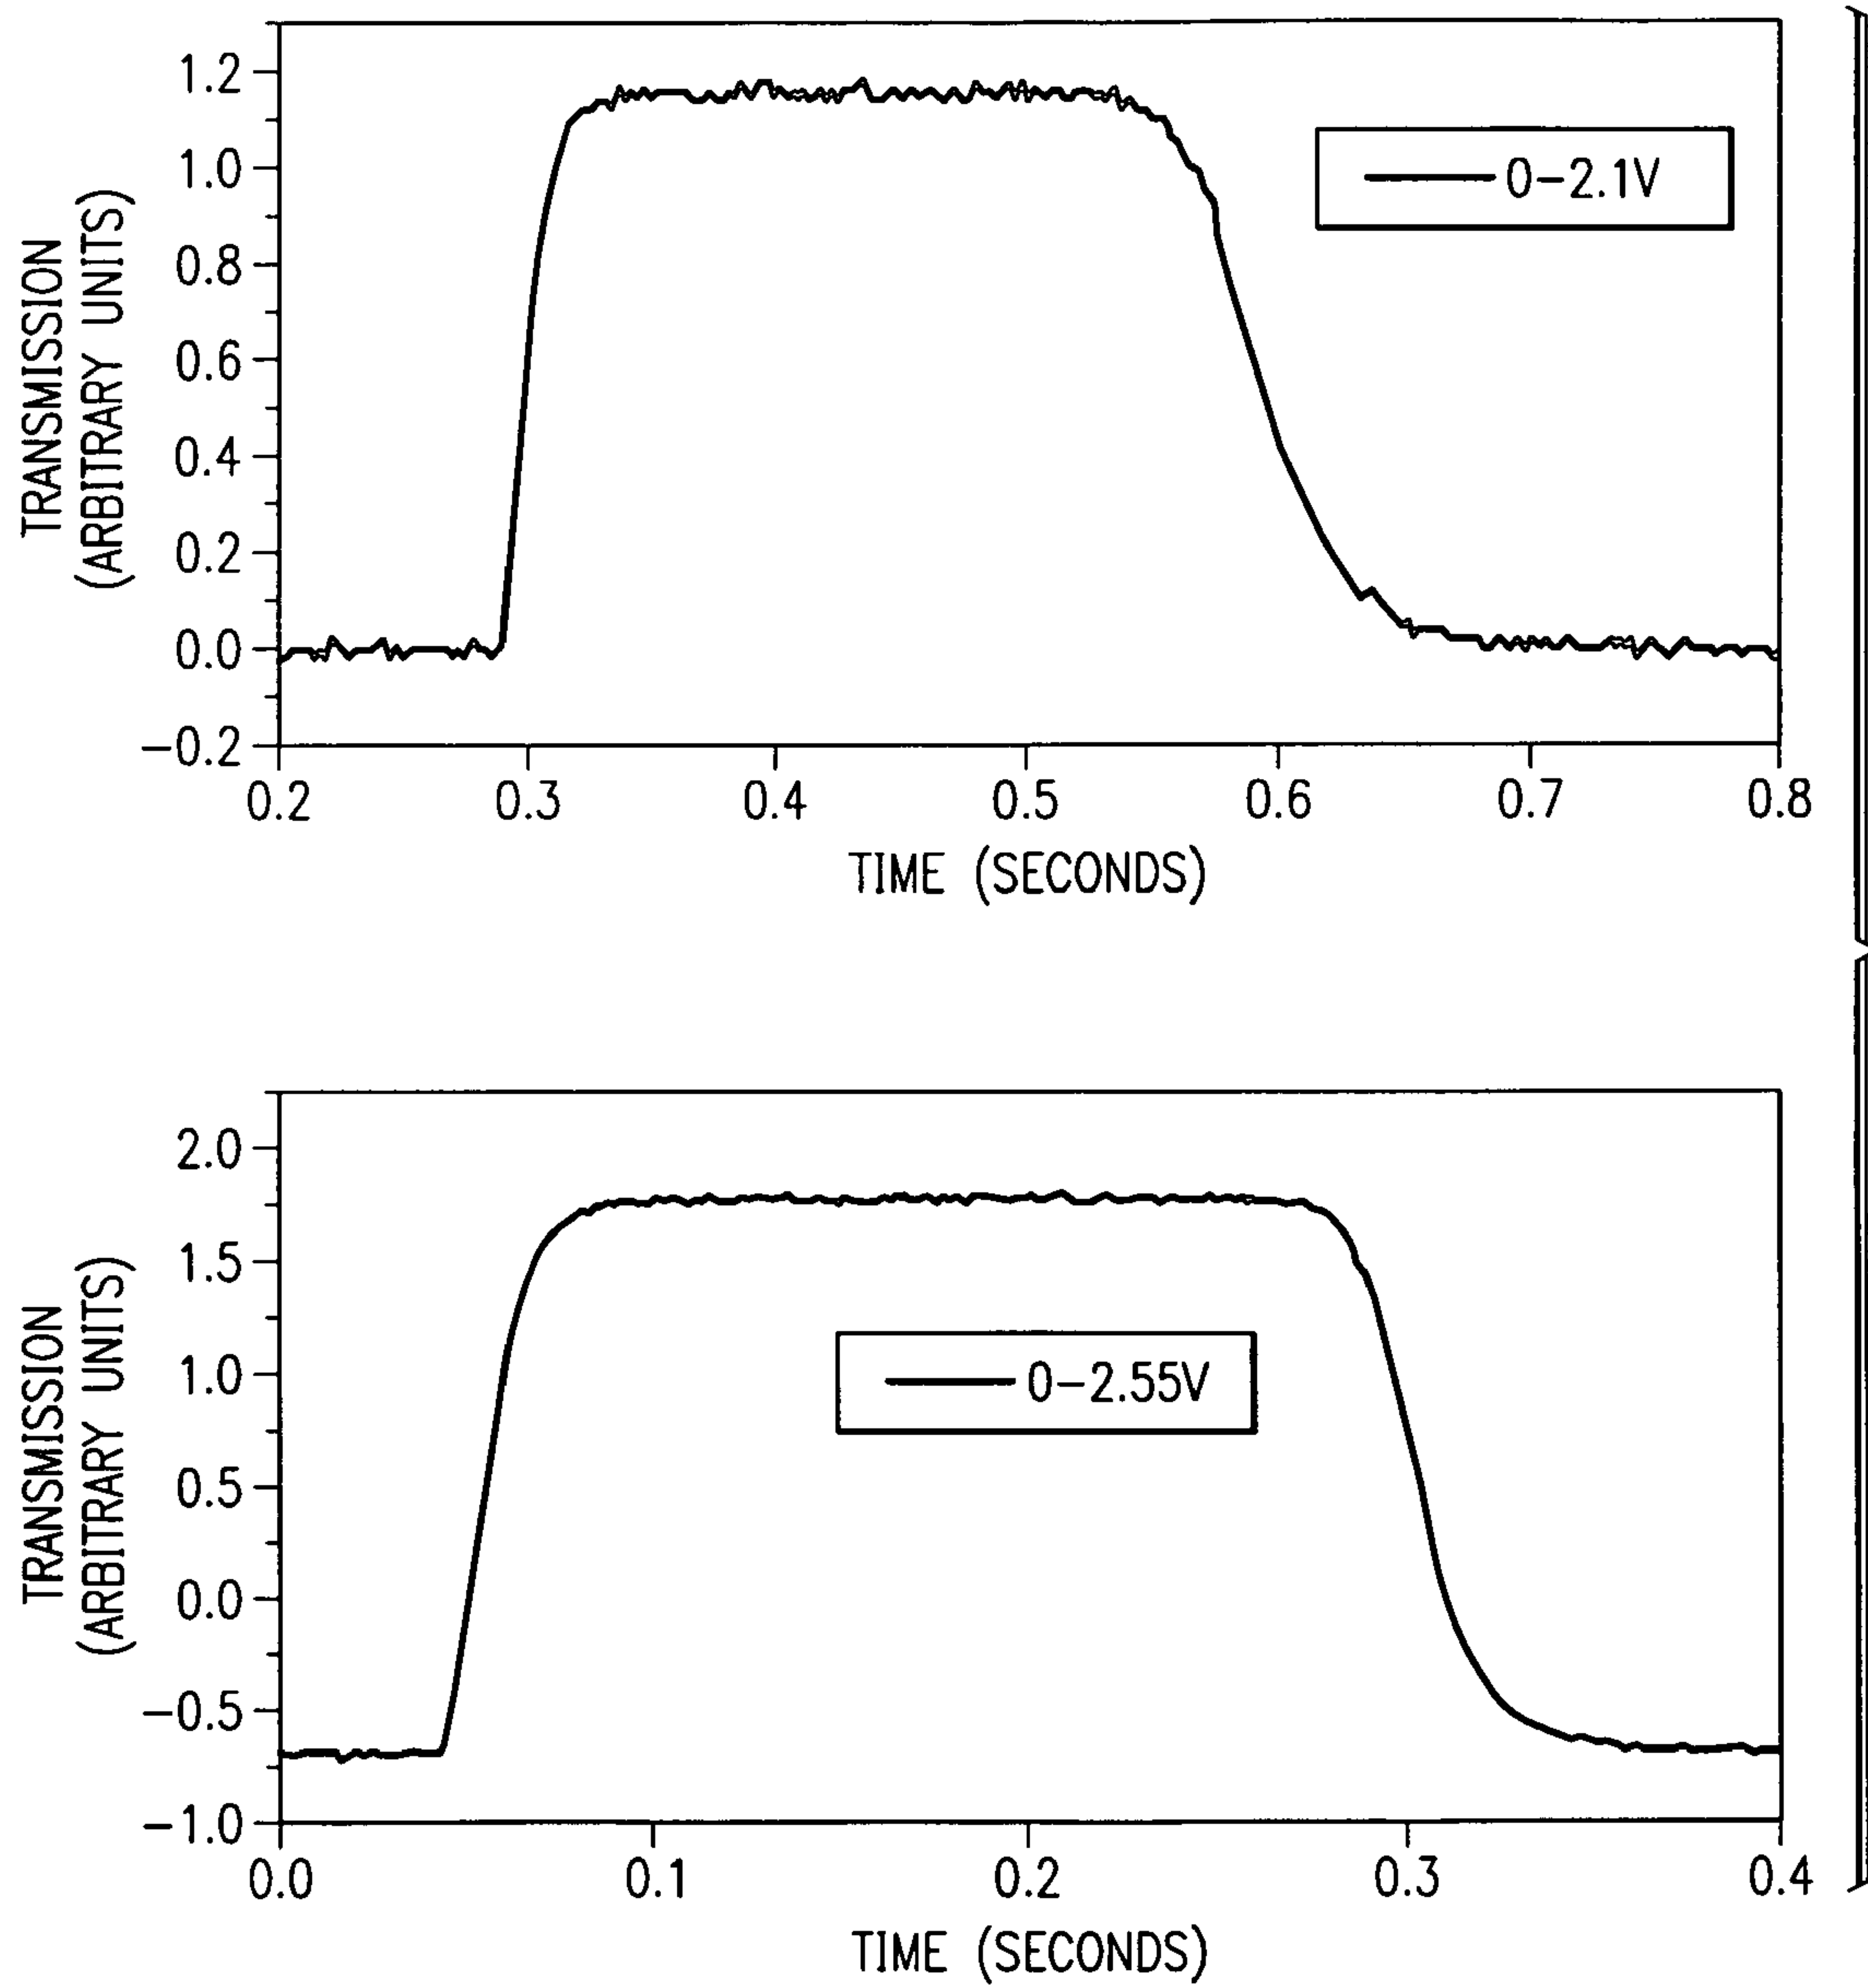 TRANSMISSION
(ARBITRARY UNITS)
1.2
1.0
0.8
0.6
0.4
0.2
0.0
−0.2
0−2.1V
0.2 0.3 0.4 0.5 0.6 0.7 0.8
TIME (SECONDS)
TRANSMISSION
(ARBITRARY UNITS)
2.0
1.5
1.0
0.5
0.0
−0.5
−1.0
0−2.55V
0.0 0.1 0.2 0.3 0.4
TIME (SECONDS)